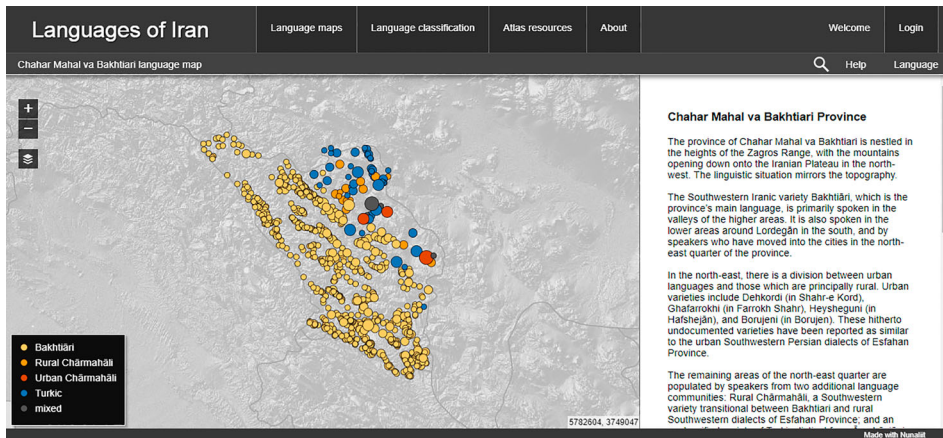 Languages of Iran
Language maps
Language classification
Atlas resources
About
Welcome
Login
Chahar Mahal va Bakhtiari language map
Help
Language
+
−
Bakhtiāri
Rural Chārmahāli
Urban Chārmahāli
Turkic
mixed
5782604, 3749047
Chahar Mahal va Bakhtiari Province
The province of Chahar Mahal va Bakhtiari is nestled in
the heights of the Zagros Range, with the mountains
opening down onto the Iranian Plateau in the north-
west. The linguistic situation mirrors the topography.
The Southwestern Iranic variety Bakhtiāri, which is the
province's main language, is primarily spoken in the
valleys of the higher areas. It is also spoken in the
lower areas around Lordegān in the south, and by
speakers who have moved into the cities in the north-
east quarter of the province.
In the north-east, there is a division between urban
languages and those which are principally rural. Urban
varieties include Dehkordi (in Shahr-e Kord),
Ghafarrokhi (in Farrokh Shahr), Heysheguni (in
Hafshejān), and Borujeni (in Borujen). These hitherto
undocumented varieties have been reported as similar
to the urban Southwestern Persian dialects of Esfahan
Province.
The remaining areas of the north-east quarter are
populated by speakers from two additional language
communities: Rural Chārmahāli, a Southwestern
variety transitional between Bakhtiari and rural
Southwestern dialects of Esfahan Province; and an
Made with Nunaliit